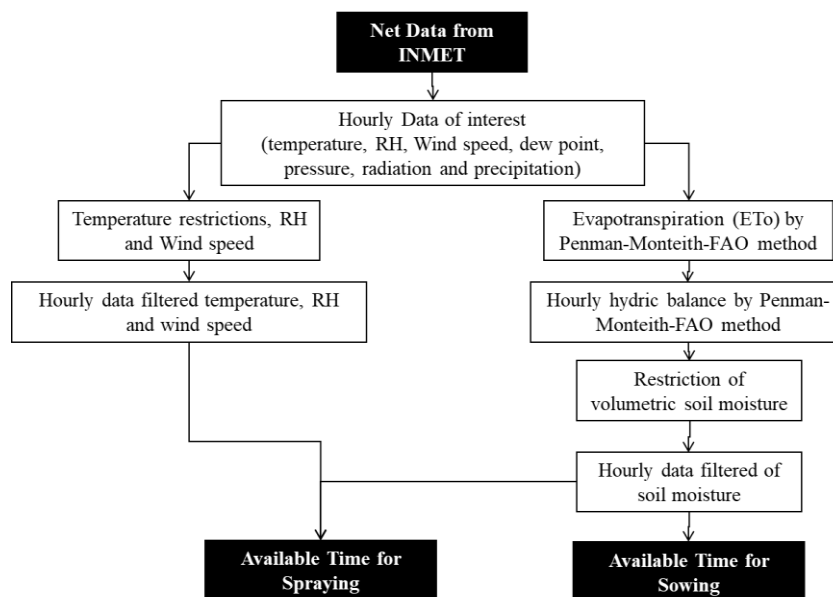 Net Data from
INMET
Hourly Data of interest
(temperature, RH, Wind speed, dew point,
pressure, radiation and precipitation)
Temperature restrictions, RH
and Wind speed
Evapotranspiration (ETo) by
Penman-Monteith-FAO method
Hourly data filtered temperature, RH
and wind speed
Hourly hydric balance by Penman-
Monteith-FAO method
Restriction of
volumetric soil moisture
Hourly data filtered of
soil moisture
Available Time for
Spraying
Available Time for
Sowing